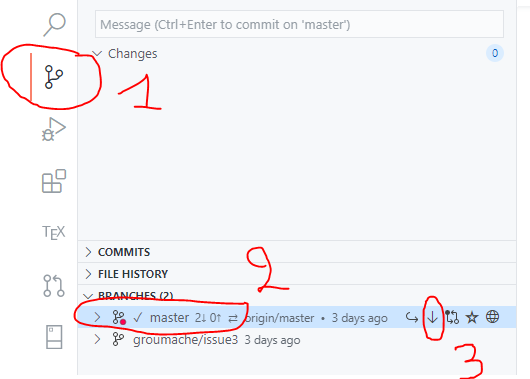 Message (Ctrl+Enter to commit on 'master')
Changes 0
1
TEX
COMMITS
FILE HISTORY
2
BRANCHES (2)
✓ master 2↓ 0↑ ⇄ origin/master • 3 days ago
groumache/issue3 3 days ago
3